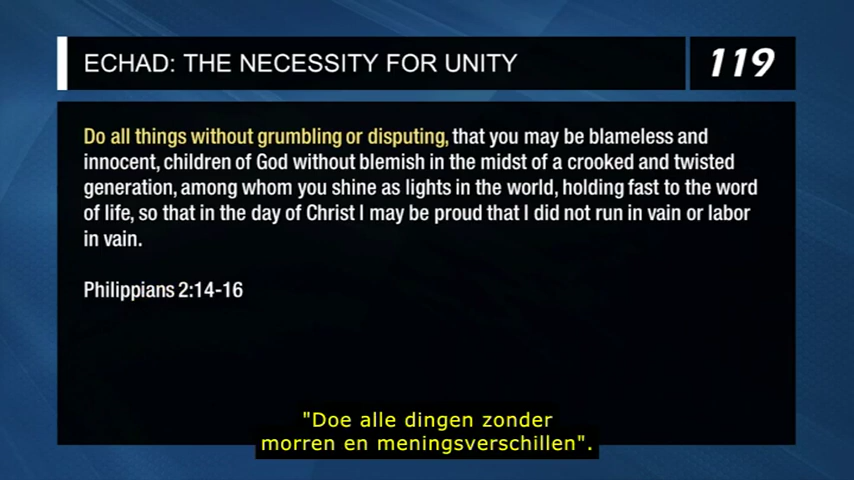 ECHAD: THE NECESSITY FOR UNITY
119
Do all things without grumbling or disputing, that you may be blameless and
innocent, children of God without blemish in the midst of a crooked and twisted
generation, among whom you shine as lights in the world, holding fast to the word
of life, so that in the day of Christ I may be proud that I did not run in vain or labor
in vain.
Philippians 2:14-16
"Doe alle dingen zonder
morren en meningsverschillen".